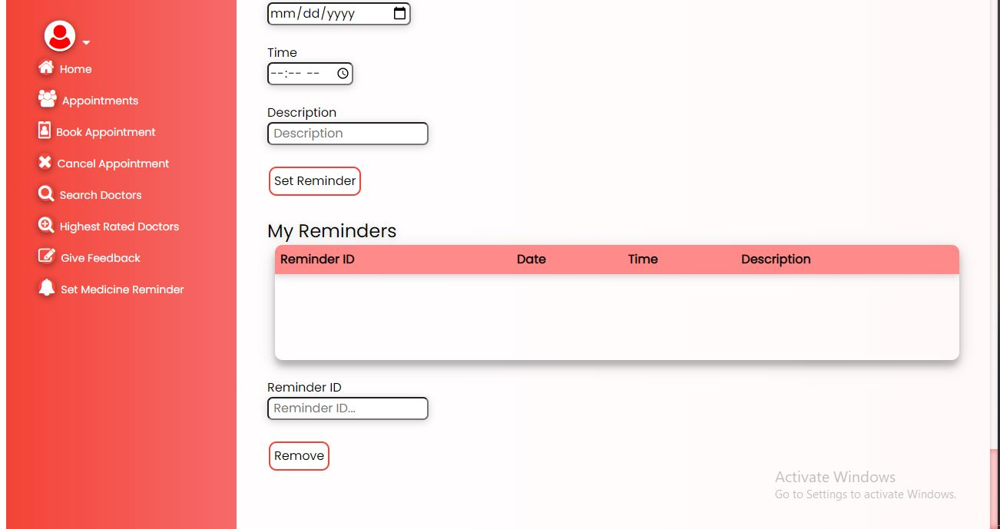 Home
Appointments
Book Appointment
Cancel Appointment
Search Doctors
Highest Rated Doctors
Give Feedback
Set Medicine Reminder
mm/dd/yyyy
Time
--:-- --
Description
Description
Set Reminder
My Reminders
Reminder ID Date Time Description
Reminder ID
Reminder ID...
Remove
Activate Windows
Go to Settings to activate Windows.